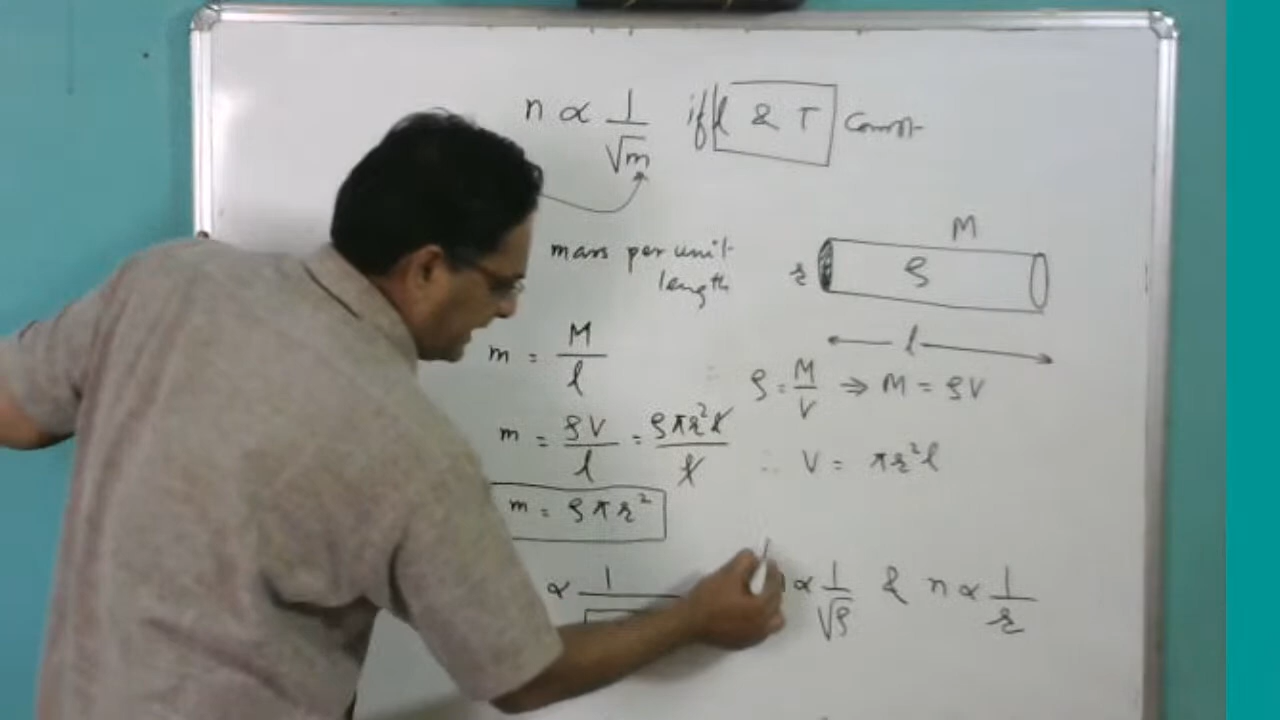 n ∝ 1/√m if l & T Const
M
mass per unit
length
r
ρ
l
m = M/l
ρ = M/V ⇒ M = ρV
m = ρV/l = ρπr²l/l
∴ V = πr²l
m = ρπr²
∝ 1/√
∝ 1/√ρ & n ∝ 1/r